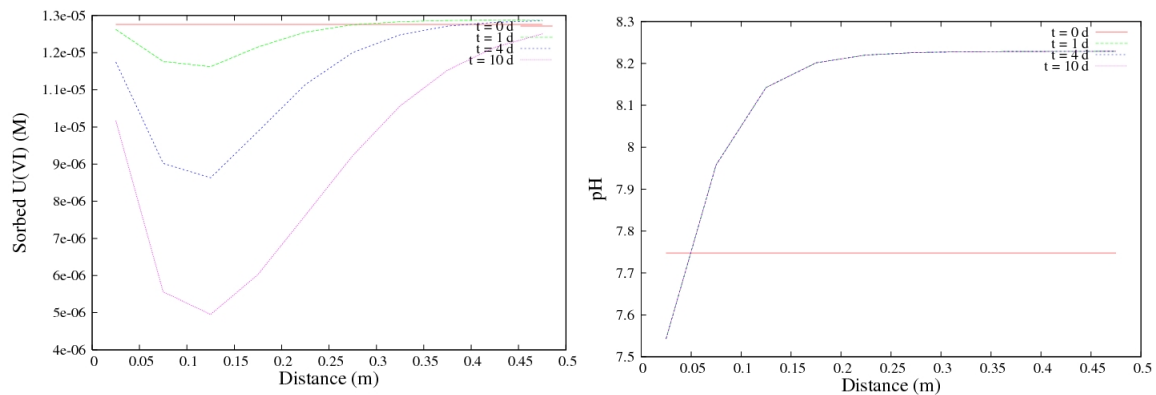 1.3e-05
1.2e-05
1.1e-05
1e-05
9e-06
8e-06
7e-06
6e-06
5e-06
4e-06
Sorbed U(VI) (M)
0 0.05 0.1 0.15 0.2 0.25 0.3 0.35 0.4 0.45 0.5
Distance (m)
t = 0 d
t = 1 d
t = 4 d
t = 10 d
8.3
8.2
8.1
8
7.9
7.8
7.7
7.6
7.5
pH
0 0.05 0.1 0.15 0.2 0.25 0.3 0.35 0.4 0.45 0.5
Distance (m)
t = 0 d
t = 1 d
t = 4 d
t = 10 d